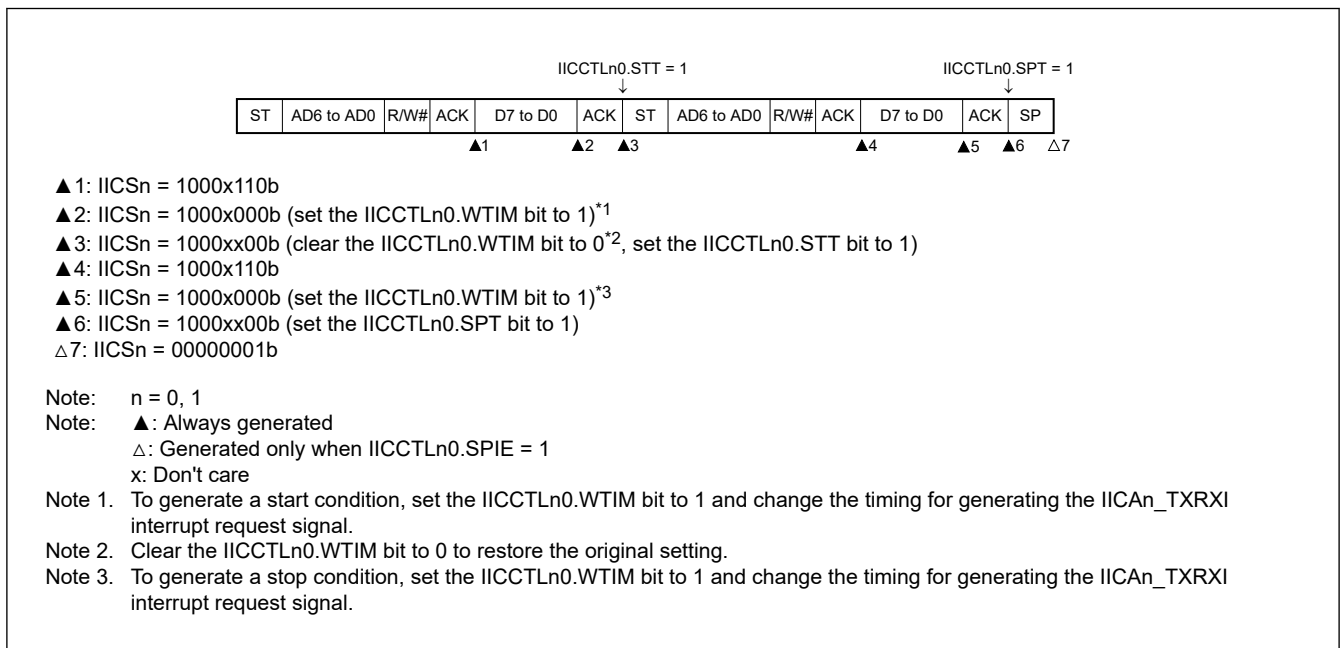 IICCTLn0.STT = 1 IICCTLn0.SPT = 1
↓ ↓
ST AD6 to AD0 R/W# ACK D7 to D0 ACK ST AD6 to AD0 R/W# ACK D7 to D0 ACK SP
▲1 ▲2 ▲3 ▲4 ▲5 ▲6 △7
▲1: IICSn = 1000x110b
▲2: IICSn = 1000x000b (set the IICCTLn0.WTIM bit to 1)*1
▲3: IICSn = 1000xx00b (clear the IICCTLn0.WTIM bit to 0*2, set the IICCTLn0.STT bit to 1)
▲4: IICSn = 1000x110b
▲5: IICSn = 1000x000b (set the IICCTLn0.WTIM bit to 1)*3
▲6: IICSn = 1000xx00b (set the IICCTLn0.SPT bit to 1)
△7: IICSn = 00000001b
Note: n = 0, 1
Note: ▲: Always generated
△: Generated only when IICCTLn0.SPIE = 1
x: Don't care
Note 1. To generate a start condition, set the IICCTLn0.WTIM bit to 1 and change the timing for generating the IICAn_TXRXI
interrupt request signal.
Note 2. Clear the IICCTLn0.WTIM bit to 0 to restore the original setting.
Note 3. To generate a stop condition, set the IICCTLn0.WTIM bit to 1 and change the timing for generating the IICAn_TXRXI
interrupt request signal.